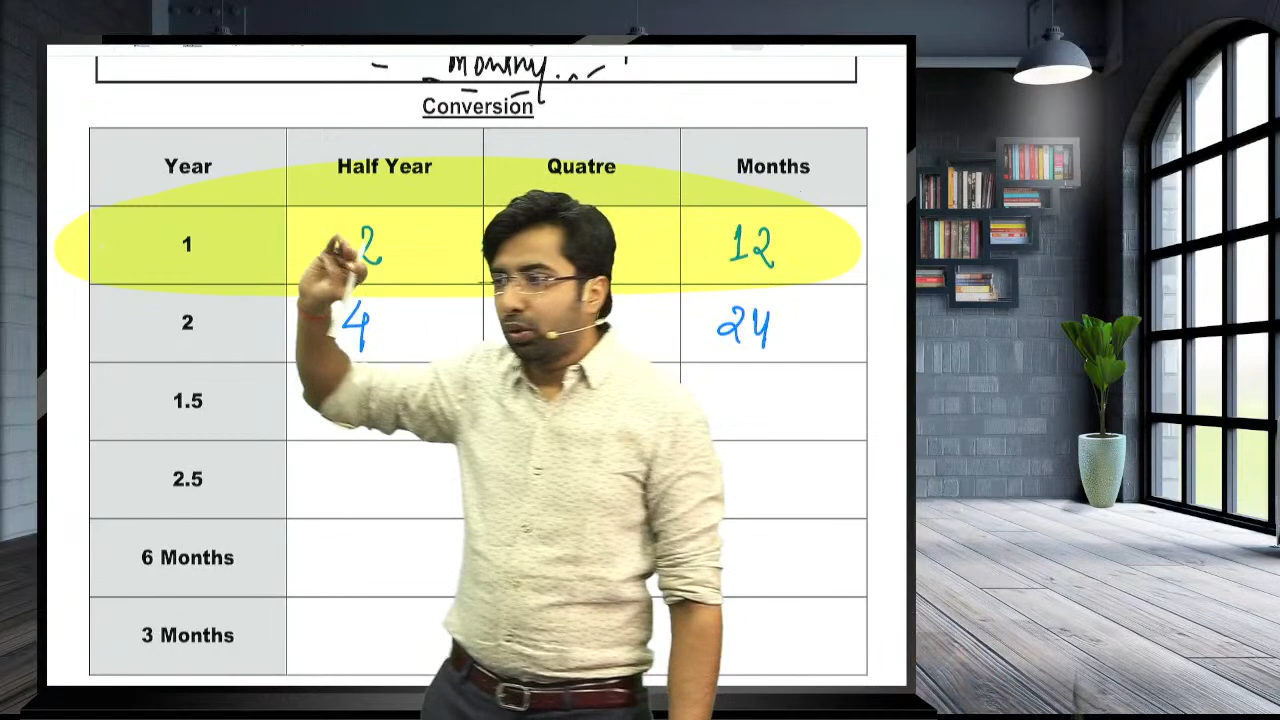 Monthly
Conversion
Year Half Year Quatre Months
1 2 12
2 4 24
1.5
2.5
6 Months
3 Months